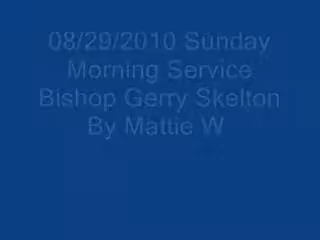 08/29/2010 Sunday
Morning Service
Bishop Gerry Skelton
By Mattie W